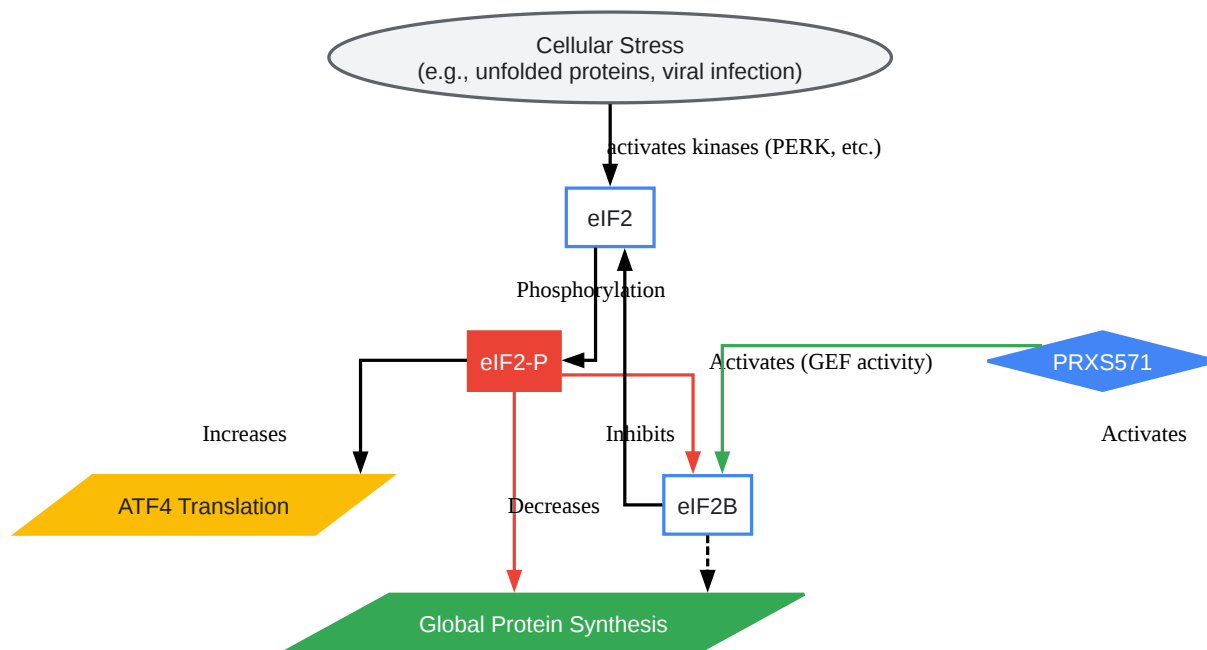 Cellular Stress
(e.g., unfolded proteins, viral infection)
activates kinases (PERK, etc.)
eIF2
Phosphorylation
eIF2-P
Activates (GEF activity)
PRXS571
Increases
Inhibits
Activates
ATF4 Translation
Decreases
eIF2B
Global Protein Synthesis